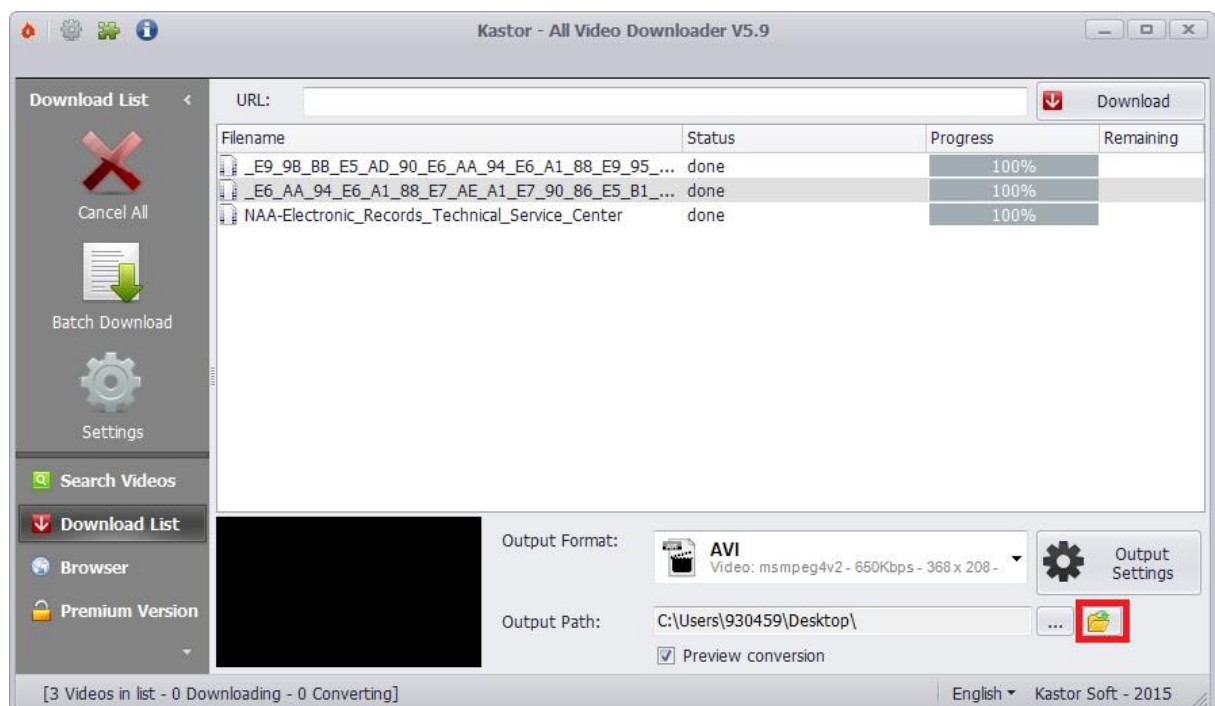 Kastor - All Video Downloader V5.9
Download List
URL:
Download
Filename Status Progress Remaining
_E9_9B_BB_E5_AD_90_E6_AA_94_E6_A1_88_E9_95_... done 100%
_E6_AA_94_E6_A1_88_E7_AE_A1_E7_90_86_E5_B1_... done 100%
NAA-Electronic_Records_Technical_Service_Center done 100%
Cancel All
Batch Download
Settings
Search Videos
Download List
Browser
Premium Version
Output Format:
AVI
Video: msmpeg4v2 - 650Kbps - 368 x 208 -
Output
Settings
Output Path:
C:\Users\930459\Desktop\
...
Preview conversion
[3 Videos in list - 0 Downloading - 0 Converting]
English
Kastor Soft - 2015